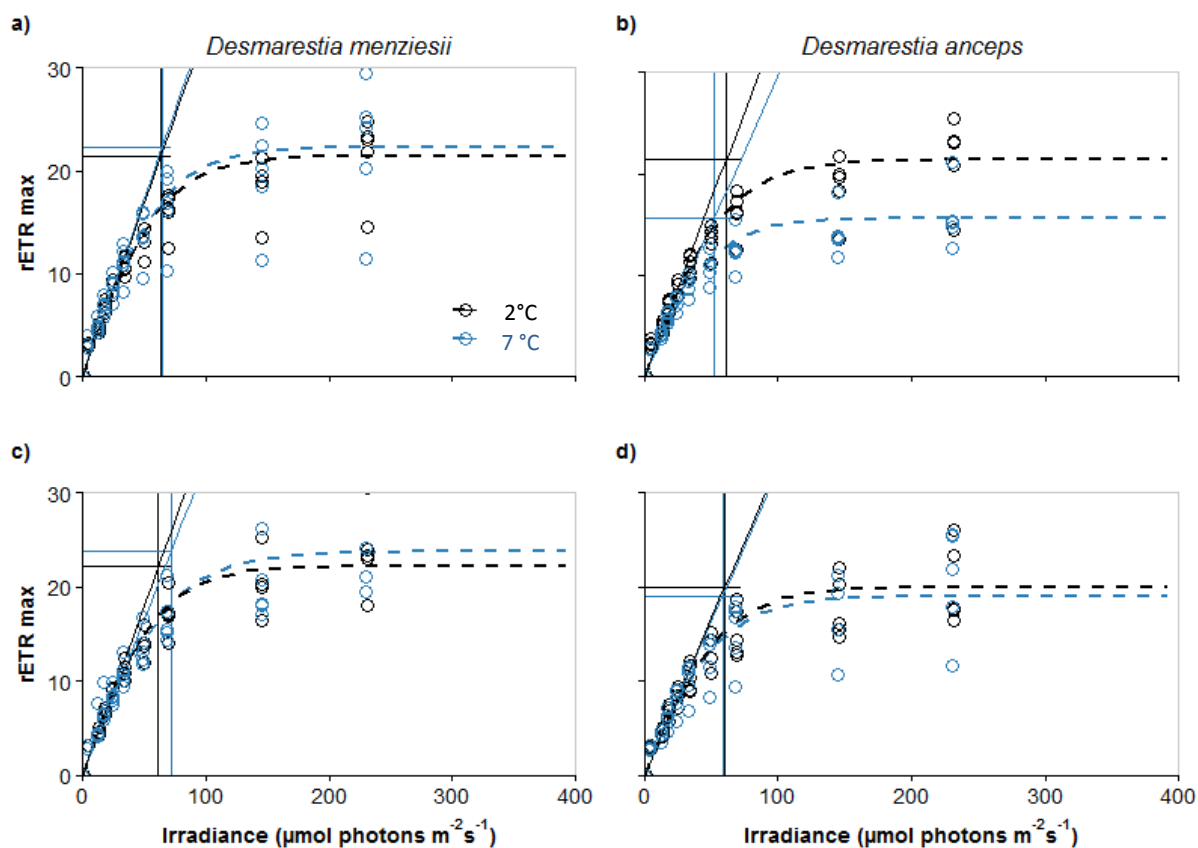 a)
Desmarestia menziesii
b)
Desmarestia anceps
30
20
10
0
rETR max
2°C
7 °C
c)
d)
30
20
10
0
rETR max
0 100 200 300 400
0 100 200 300 400
Irradiance (µmol photons m⁻²s⁻¹)
Irradiance (µmol photons m⁻²s⁻¹)